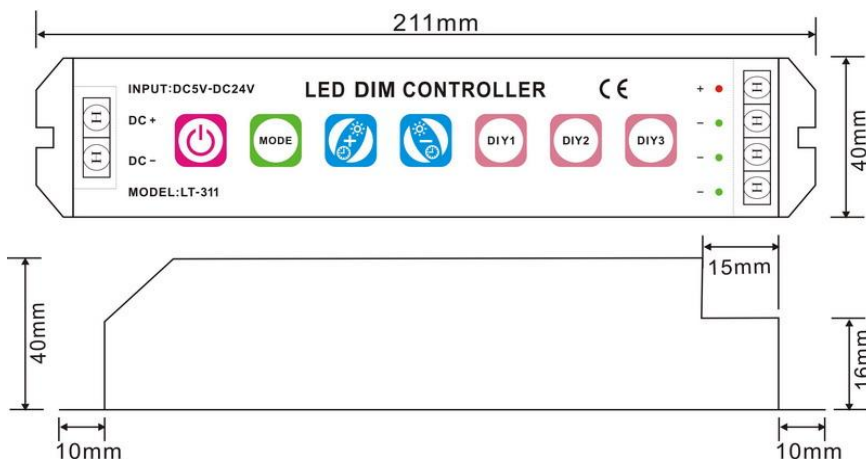 211mm
INPUT:DC5V-DC24V LED DIM CONTROLLER CE +
DC + MODE + - DIY1 DIY2 DIY3 -
DC - -
MODEL:LT-311 -
40mm
15mm
40mm
16mm
10mm 10mm